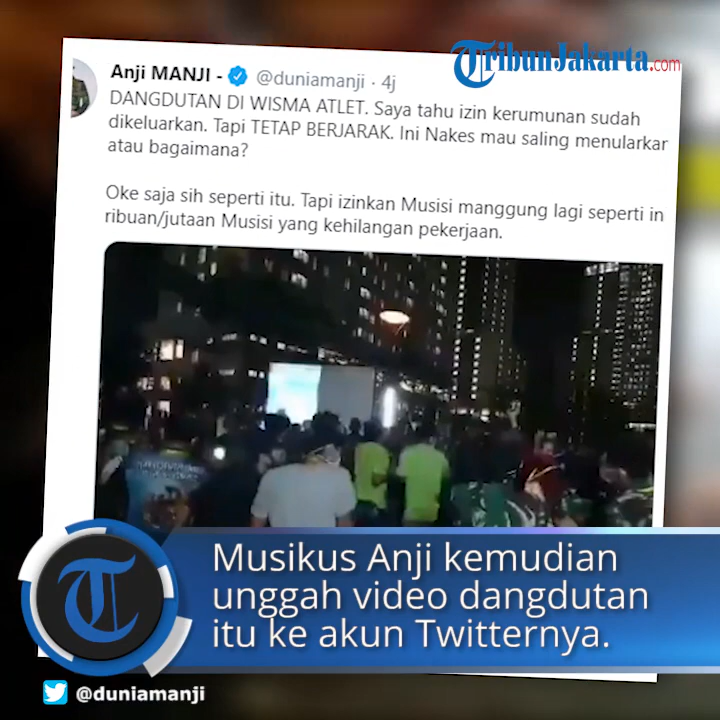 TribunJakarta.com
Anji MANJI - @duniamanji · 4j
DANGDUTAN DI WISMA ATLET. Saya tahu izin kerumunan sudah
dikeluarkan. Tapi TETAP BERJARAK. Ini Nakes mau saling menularkar
atau bagaimana?
Oke saja sih seperti itu. Tapi izinkan Musisi manggung lagi seperti in
ribuan/jutaan Musisi yang kehilangan pekerjaan.
Musikus Anji kemudian
unggah video dangdutan
itu ke akun Twitternya.
@duniamanji